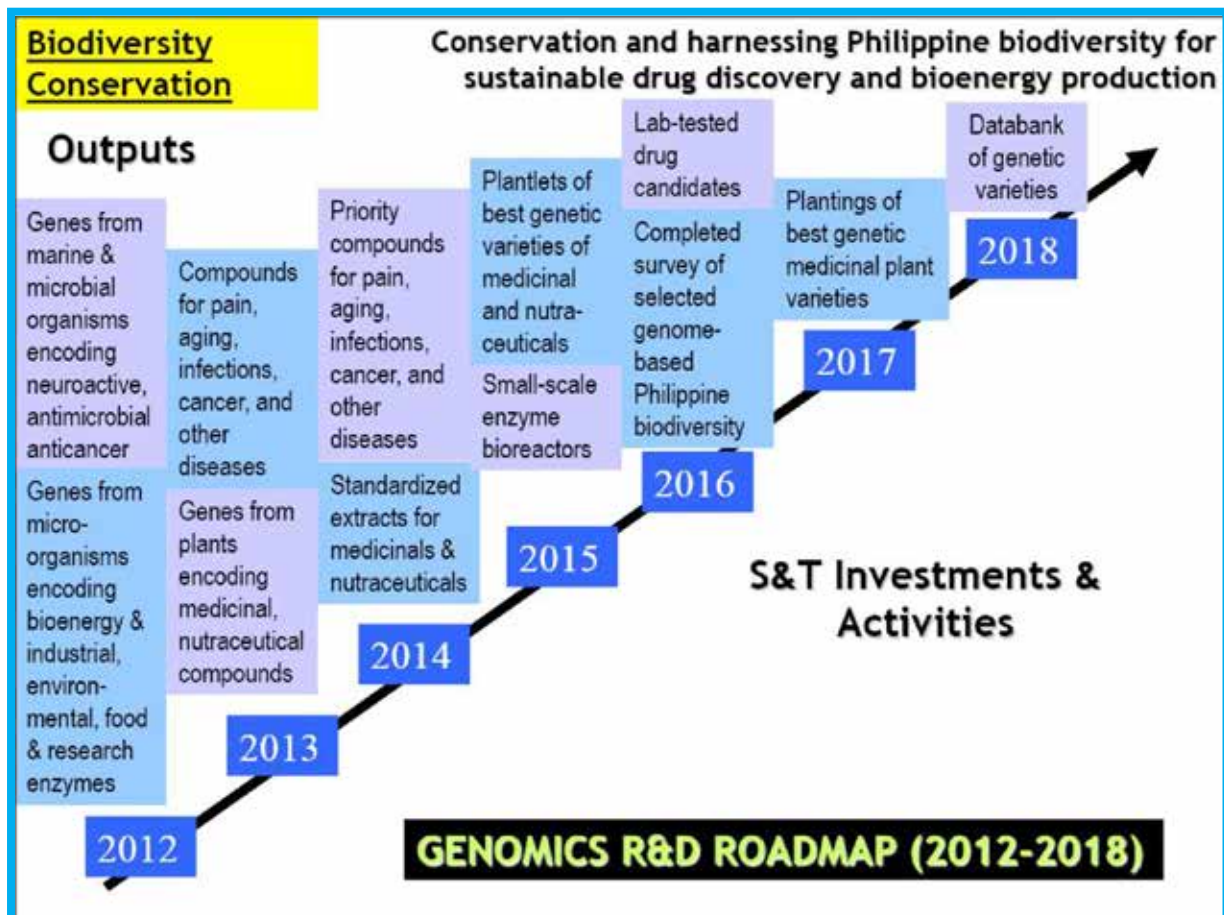 Biodiversity
Conservation
Conservation and harnessing Philippine biodiversity for
sustainable drug discovery and bioenergy production
Outputs
Genes from
marine &
microbial
organisms
encoding
neuroactive,
antimicrobial
anticancer
Genes from
micro-
organisms
encoding
bioenergy &
industrial,
environ-
mental, food
& research
enzymes
Compounds
for pain,
aging,
infections,
cancer, and
other
diseases
Genes from
plants
encoding
medicinal,
nutraceutical
compounds
Priority
compounds
for pain,
aging,
infections,
cancer, and
other
diseases
Standardized
extracts for
medicinals &
nutraceuticals
Plantlets of
best genetic
varieties of
medicinal
and nutra-
ceuticals
Small-scale
enzyme
bioreactors
Lab-tested
drug
candidates
Completed
survey of
selected
genome-
based
Philippine
biodiversity
Plantings of
best genetic
medicinal plant
varieties
Databank
of genetic
varieties
2012
2013
2014
2015
2016
2017
2018
S&T Investments &
Activities
GENOMICS R&D ROADMAP (2012-2018)